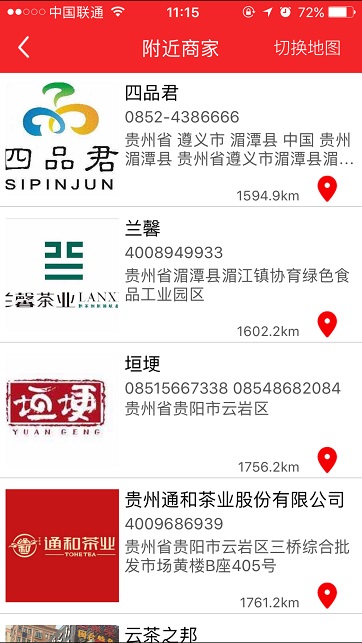 中国联通 11:15 72%
附近商家 切换地图
四品君
SIPINJUN
四品君
0852-4386666
贵州省 遵义市 湄潭县 中国 贵州
湄潭县 贵州省遵义市湄潭县湄...
1594.9km
兰馨茶业 LANX
兰馨
4008949933
贵州省湄潭县湄江镇协育绿色食
品工业园区
1602.2km
垣埂
YUAN GENG
垣埂
08515667338 08548682084
贵州省贵阳市云岩区
1756.2km
通和茶业
TOHETEA
贵州通和茶业股份有限公司
4009686939
贵州省贵阳市云岩区三桥综合批
发市场黄楼B座405号
1761.2km
云茶之邦